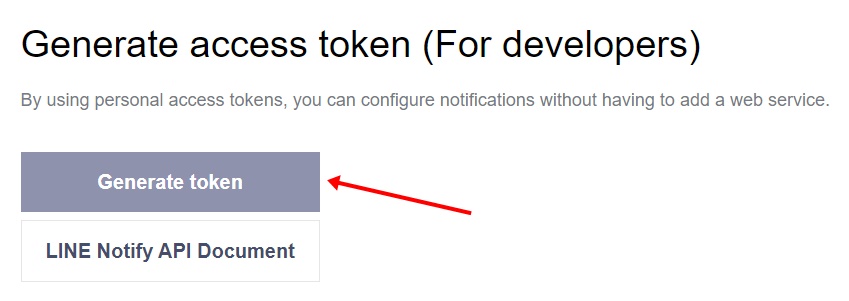 Generate access token (For developers)
By using personal access tokens, you can configure notifications without having to add a web service.
Generate token
LINE Notify API Document